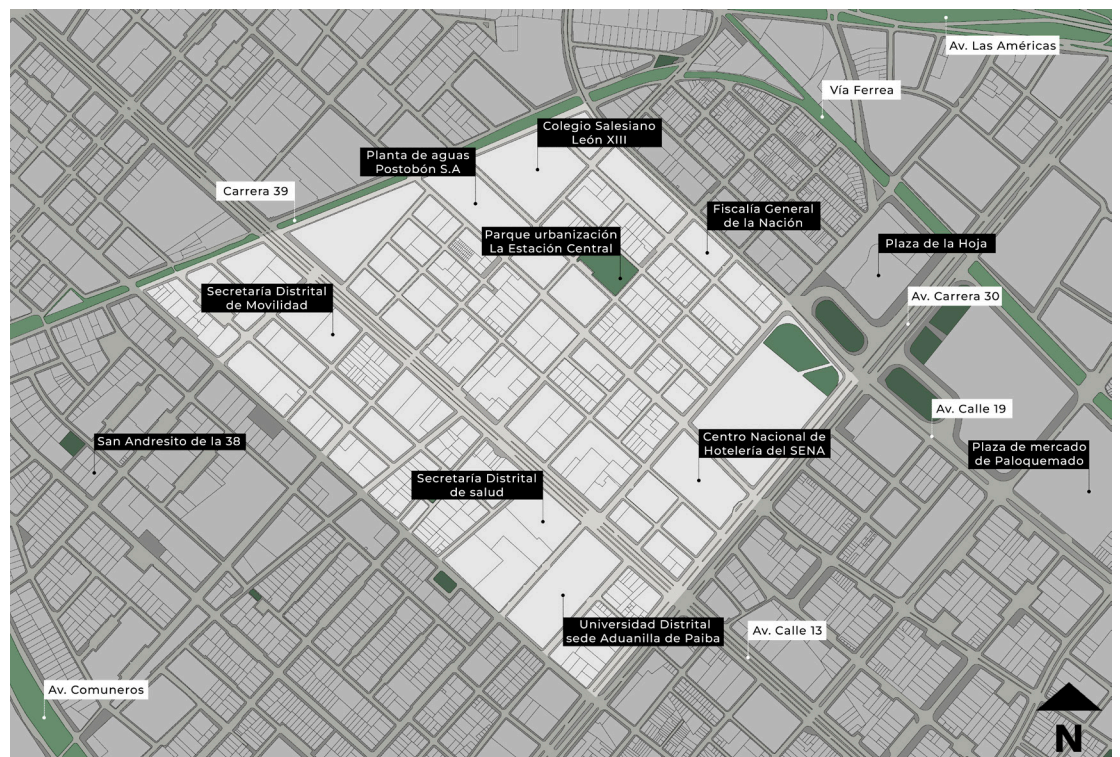 Av. Las Américas
Vía Ferrea
Colegio Salesiano
León XIII
Planta de aguas
Postobón S.A
Carrera 39
Fiscalía General
de la Nación
Parque urbanización
La Estación Central
Plaza de la Hoja
Secretaría Distrital
de Movilidad
Av. Carrera 30
Av. Calle 19
San Andresito de la 38
Centro Nacional de
Hotelería del SENA
Plaza de mercado
de Paloquemado
Secretaría Distrital
de salud
Universidad Distrital
sede Aduanilla de Paiba
Av. Calle 13
Av. Comuneros
N